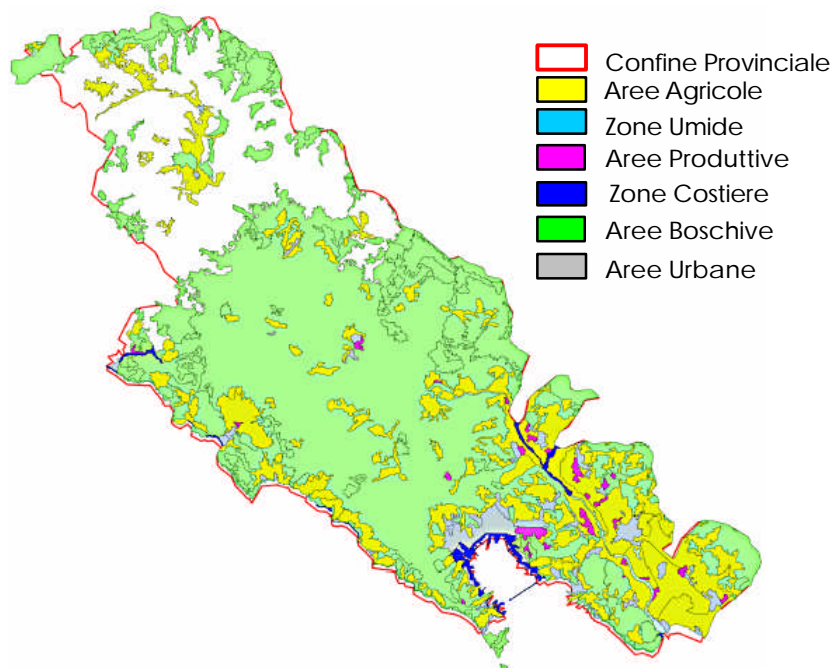 Confine Provinciale
Aree Agricole
Zone Umide
Aree Produttive
Zone Costiere
Aree Boschive
Aree Urbane